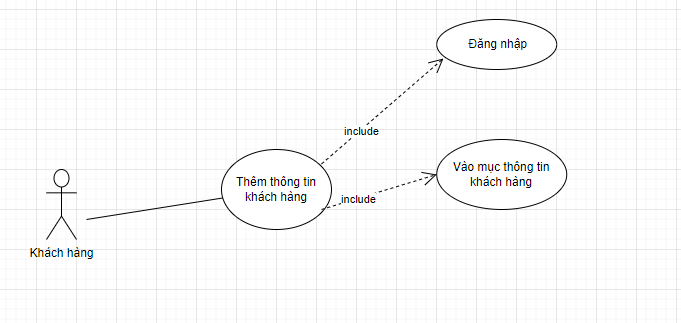 Đăng nhập
include
Vào mục thông tin
khách hàng
Thêm thông tin
khách hàng
include
Khách hàng